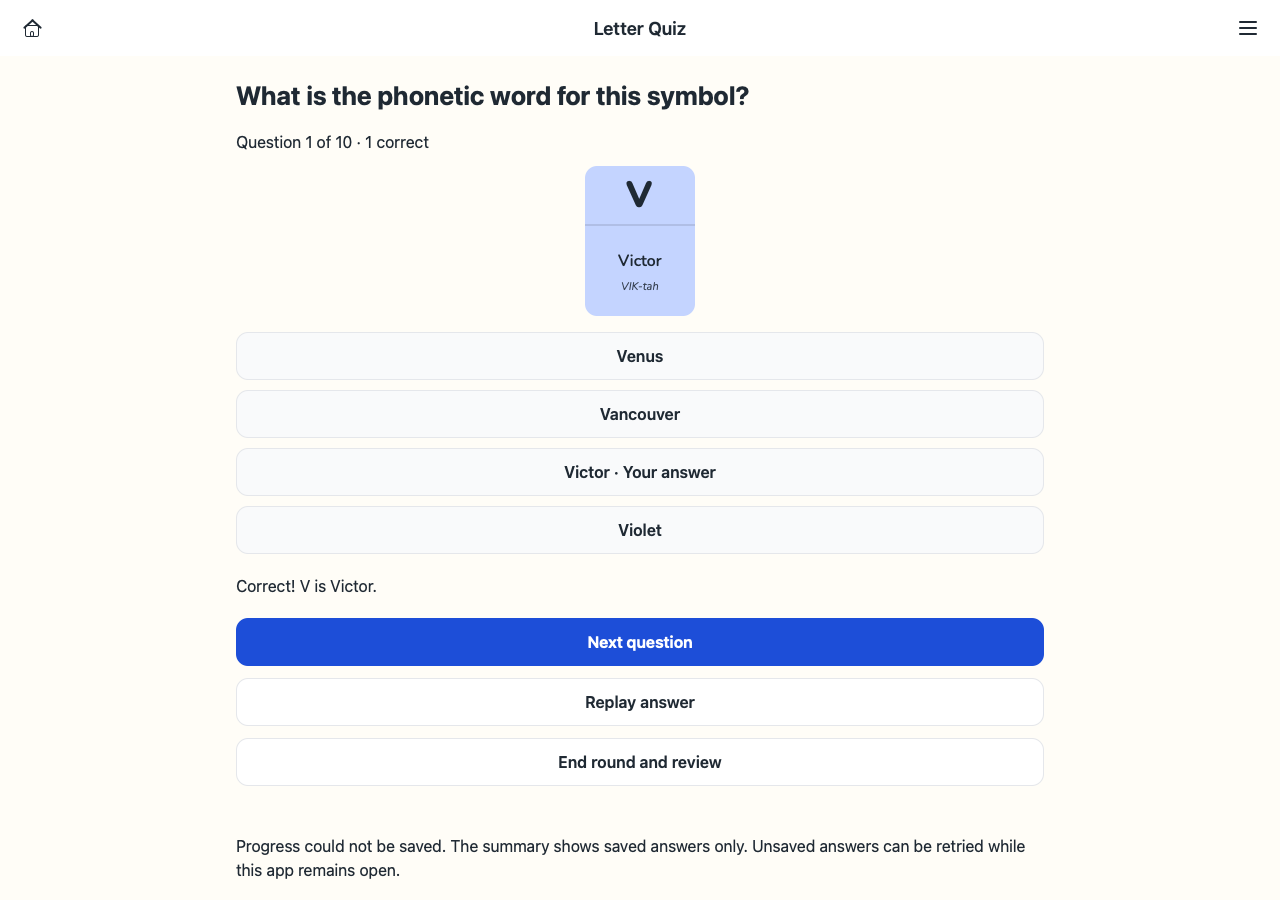 Letter Quiz
What is the phonetic word for this symbol?
Question 1 of 10 · 1 correct
V
Victor
VIK-tah
Venus
Vancouver
Victor · Your answer
Violet
Correct! V is Victor.
Next question
Replay answer
End round and review
Progress could not be saved. The summary shows saved answers only. Unsaved answers can be retried while
this app remains open.